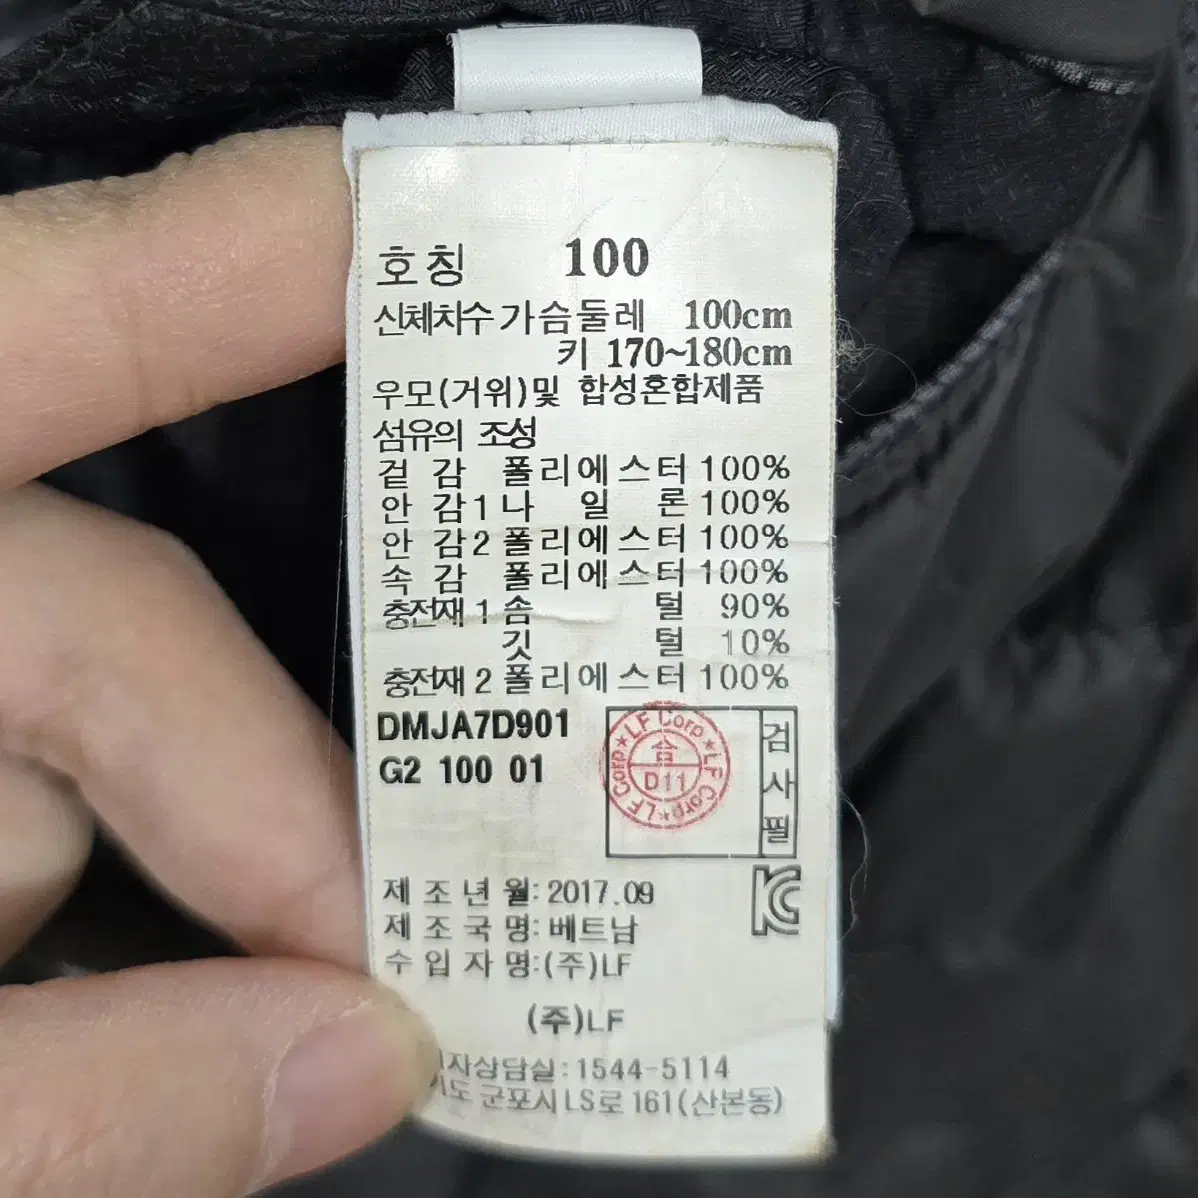 호칭 100
신체치수 가슴둘레 100cm
키 170~180cm
우모(거위)및 합성혼합제품
섬유의 조성
겉 감 폴리에스터 100%
안 감1 나 일 론 100%
안 감2 폴리에스터 100%
속 감 폴리에스터 100%
충전재 1 솜 털 90%
깃 털 10%
충전재 2 폴리에스터 100%
DMJA7D901
G2 100 01
LF Corp★LF Corp★LF Corp★
合
D11
검사필
제 조 년 월: 2017.09
제 조 국 명: 베트남
수 입 자 명:(주)LF
(주)LF
자상담실: 1544-5114
도 군포시 LS로 161(산본동)